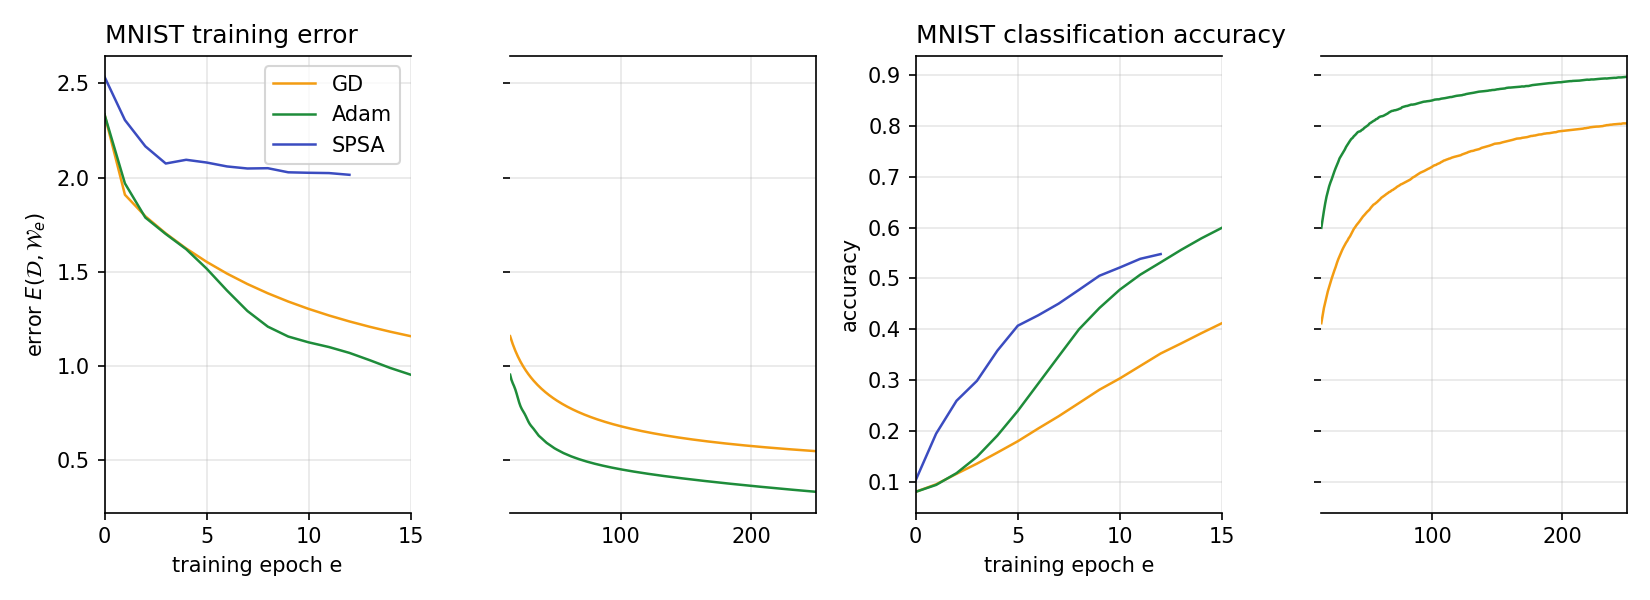 MNIST training error
MNIST classification accuracy
GD
Adam
SPSA
error E(𝒟, 𝒲ₑ)
2.5
2.0
1.5
1.0
0.5
0
5
10
15
100
200
training epoch e
accuracy
0.9
0.8
0.7
0.6
0.5
0.4
0.3
0.2
0.1
0
5
10
15
100
200
training epoch e